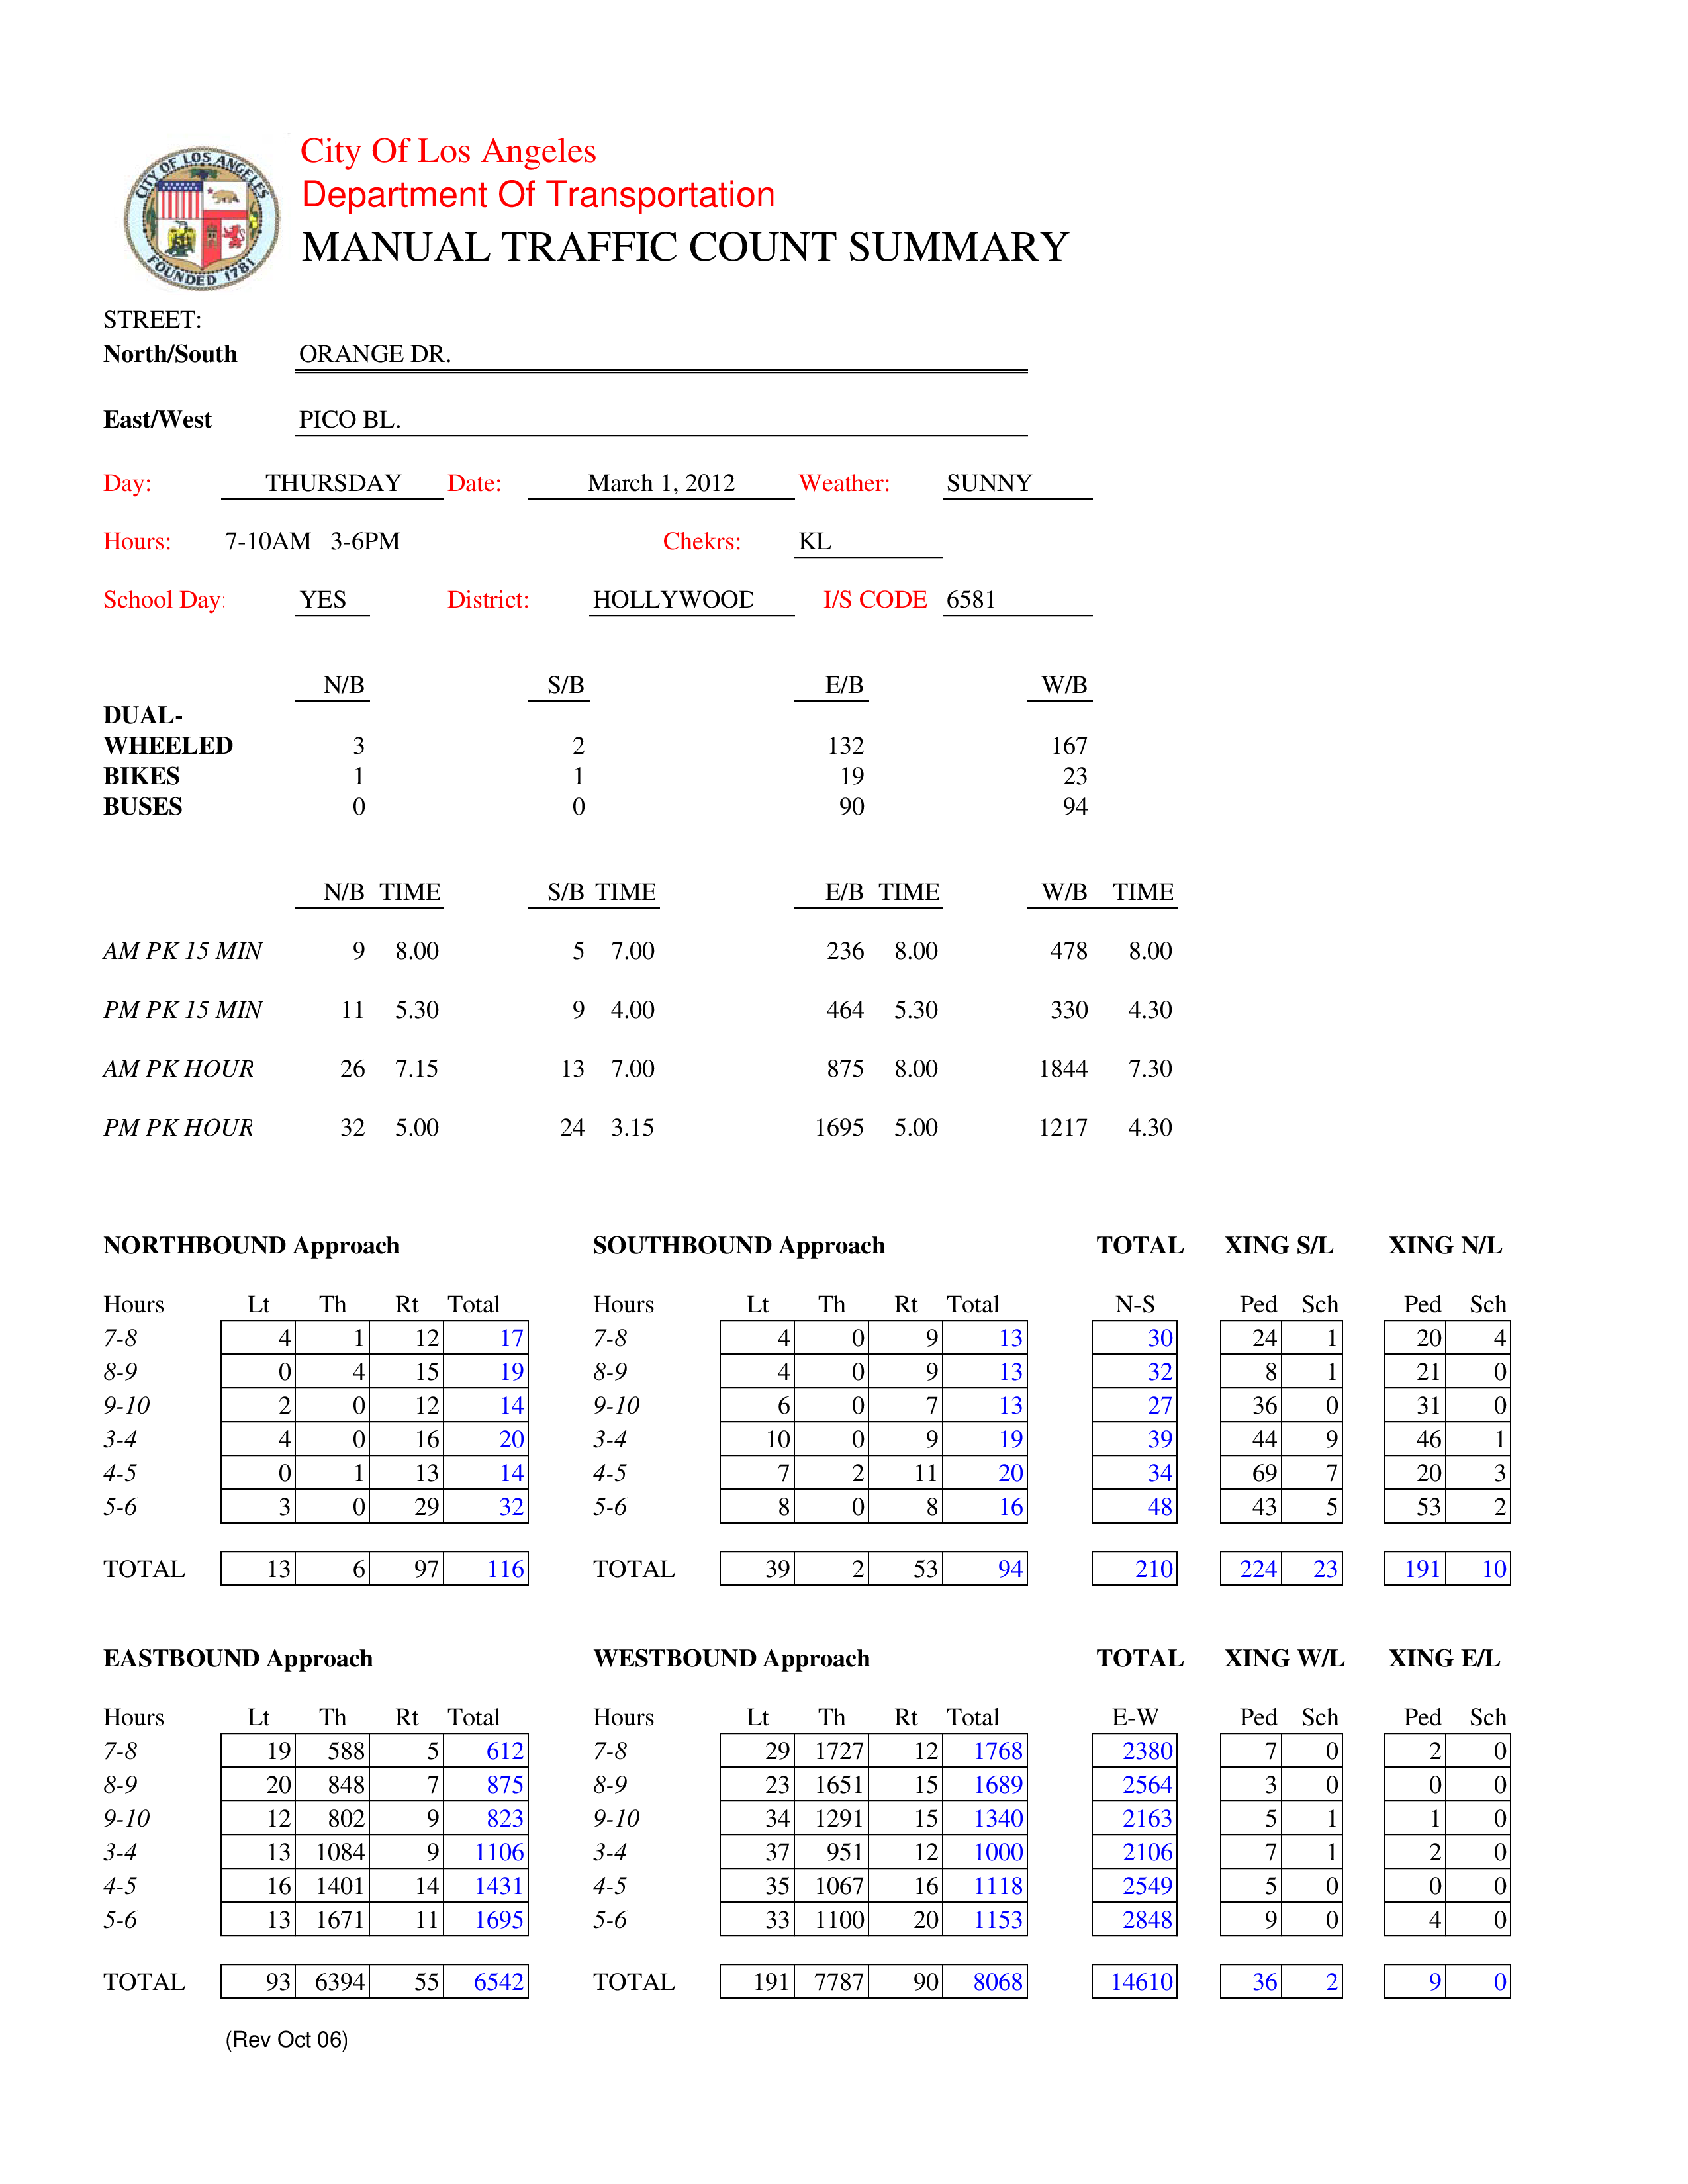 CITY OF LOS ANGELES
FOUNDED 1781
City Of Los Angeles
Department Of Transportation
MANUAL TRAFFIC COUNT SUMMARY
STREET:
North/South ORANGE DR.
East/West PICO BL.
Day: THURSDAY Date: March 1, 2012 Weather: SUNNY
Hours: 7-10AM 3-6PM Chekrs: KL
School Day: YES District: HOLLYWOOD I/S CODE 6581
N/B S/B E/B W/B
DUAL-
WHEELED 3 2 132 167
BIKES 1 1 19 23
BUSES 0 0 90 94
N/B TIME S/B TIME E/B TIME W/B TIME
AM PK 15 MIN 9 8.00 5 7.00 236 8.00 478 8.00
PM PK 15 MIN 11 5.30 9 4.00 464 5.30 330 4.30
AM PK HOUR 26 7.15 13 7.00 875 8.00 1844 7.30
PM PK HOUR 32 5.00 24 3.15 1695 5.00 1217 4.30
NORTHBOUND Approach SOUTHBOUND Approach TOTAL XING S/L XING N/L
Hours Lt Th Rt Total Hours Lt Th Rt Total N-S Ped Sch Ped Sch
7-8 4 1 12 17 7-8 4 0 9 13 30 24 1 20 4
8-9 0 4 15 19 8-9 4 0 9 13 32 8 1 21 0
9-10 2 0 12 14 9-10 6 0 7 13 27 36 0 31 0
3-4 4 0 16 20 3-4 10 0 9 19 39 44 9 46 1
4-5 0 1 13 14 4-5 7 2 11 20 34 69 7 20 3
5-6 3 0 29 32 5-6 8 0 8 16 48 43 5 53 2
TOTAL 13 6 97 116 TOTAL 39 2 53 94 210 224 23 191 10
EASTBOUND Approach WESTBOUND Approach TOTAL XING W/L XING E/L
Hours Lt Th Rt Total Hours Lt Th Rt Total E-W Ped Sch Ped Sch
7-8 19 588 5 612 7-8 29 1727 12 1768 2380 7 0 2 0
8-9 20 848 7 875 8-9 23 1651 15 1689 2564 3 0 0 0
9-10 12 802 9 823 9-10 34 1291 15 1340 2163 5 1 1 0
3-4 13 1084 9 1106 3-4 37 951 12 1000 2106 7 1 2 0
4-5 16 1401 14 1431 4-5 35 1067 16 1118 2549 5 0 0 0
5-6 13 1671 11 1695 5-6 33 1100 20 1153 2848 9 0 4 0
TOTAL 93 6394 55 6542 TOTAL 191 7787 90 8068 14610 36 2 9 0
(Rev Oct 06)